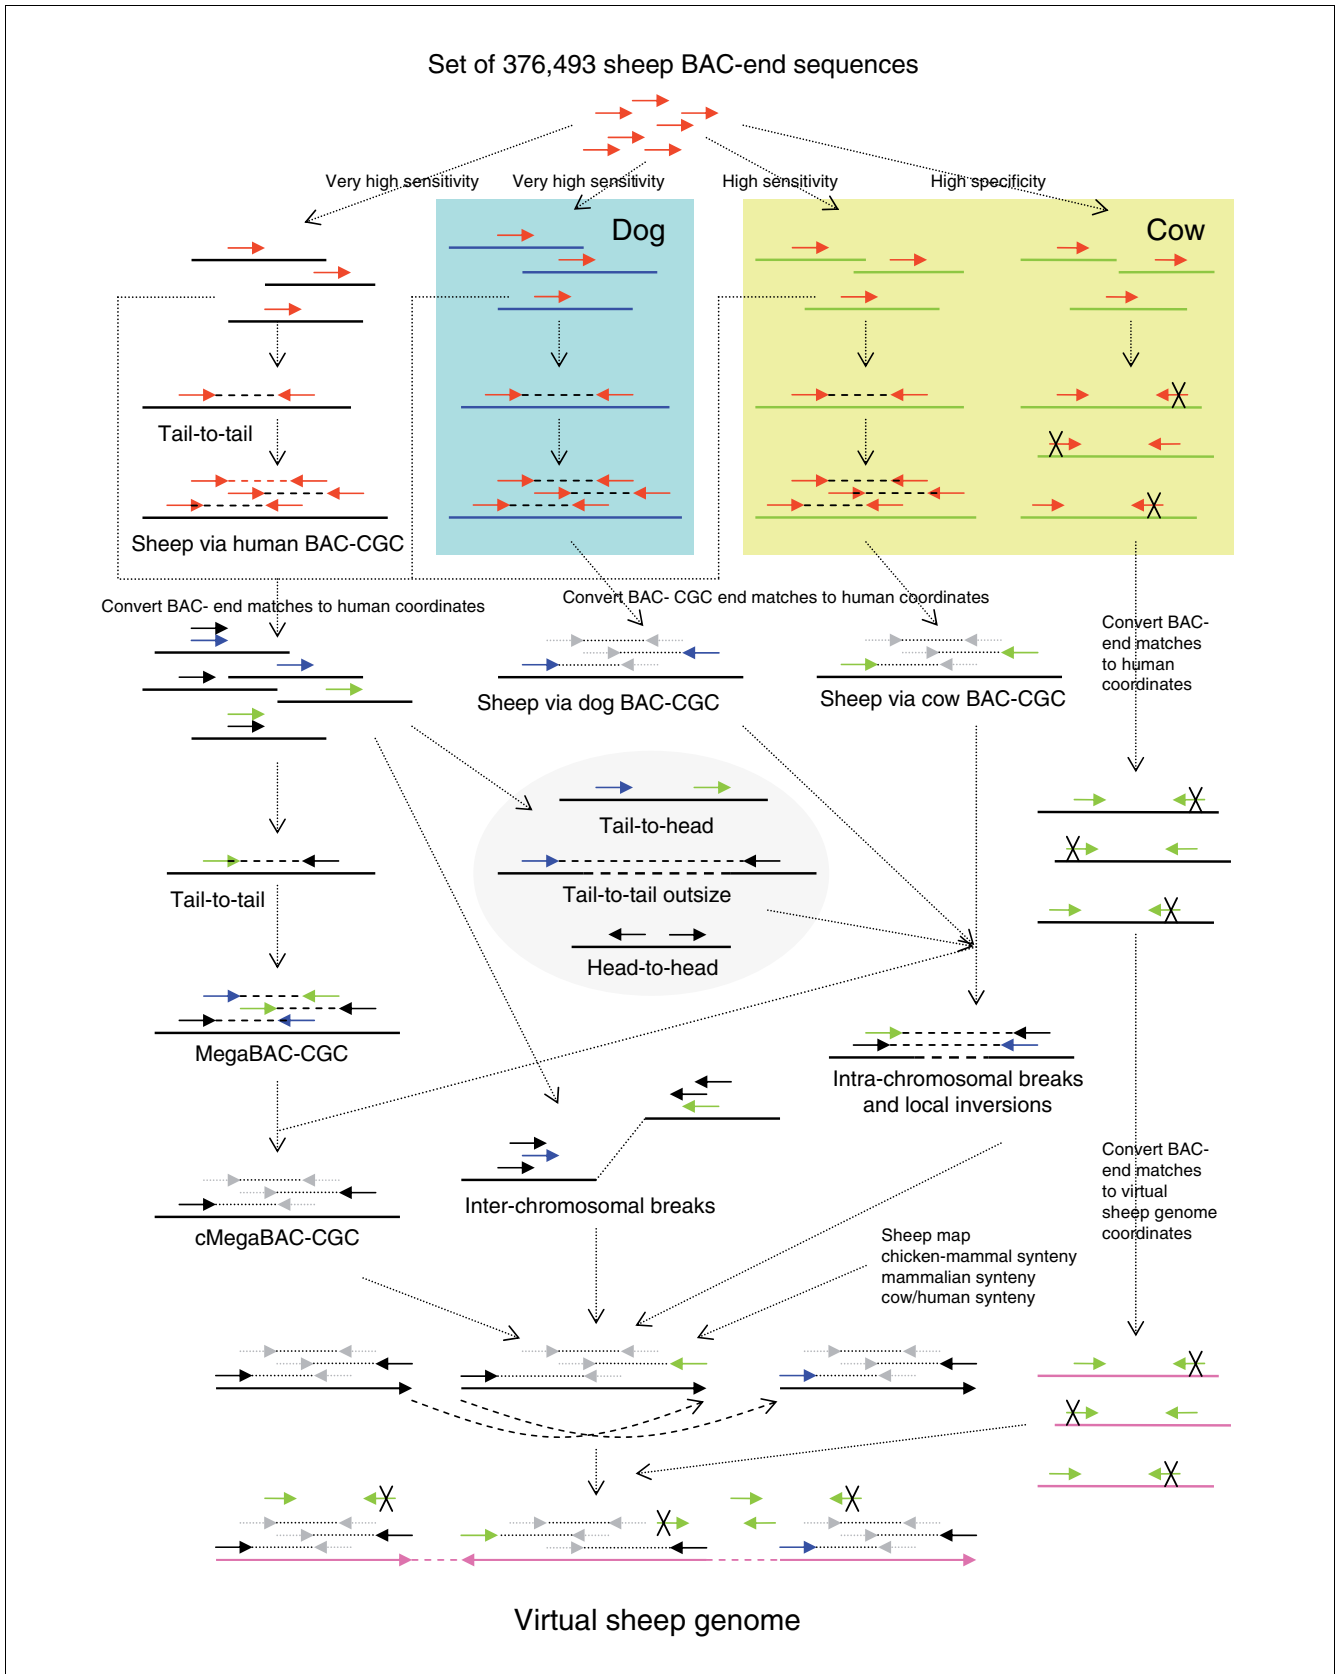 Set of 376,493 sheep BAC-end sequences
Very high sensitivity
Very high sensitivity
High sensitivity
High specificity
Dog
Cow
Tail-to-tail
Sheep via human BAC-CGC
Convert BAC- end matches to human coordinates
Convert BAC- CGC end matches to human coordinates
Convert BAC-
end matches
to human
coordinates
Sheep via dog BAC-CGC
Sheep via cow BAC-CGC
Tail-to-head
Tail-to-tail outsize
Head-to-head
Tail-to-tail
MegaBAC-CGC
Intra-chromosomal breaks
and local inversions
Convert BAC-
end matches
to virtual
sheep genome
coordinates
Inter-chromosomal breaks
cMegaBAC-CGC
Sheep map
chicken-mammal synteny
mammalian synteny
cow/human synteny
Virtual sheep genome